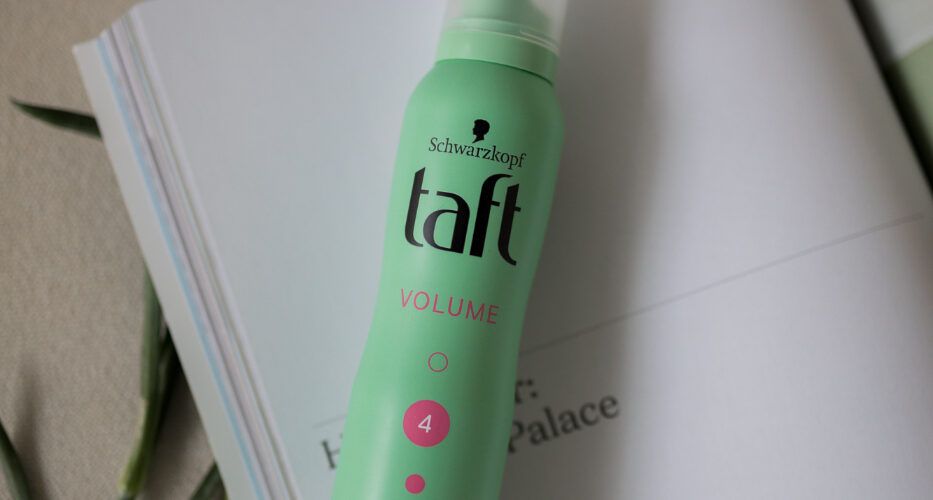 Schwarzkopf
taft
VOLUME
4
r:
Palace